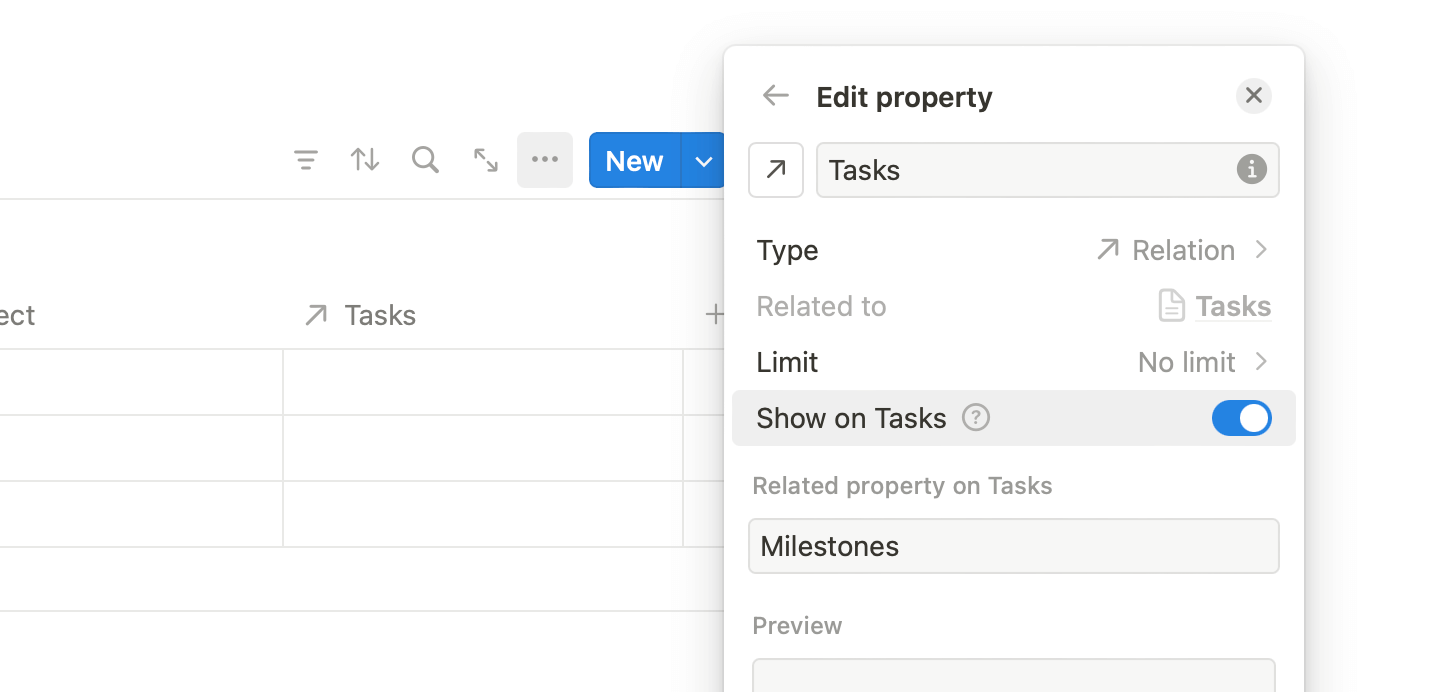 Edit property
New
Tasks
Type
Relation
Related to
Tasks
ect
Tasks
Limit
No limit
Show on Tasks
Related property on Tasks
Milestones
Preview